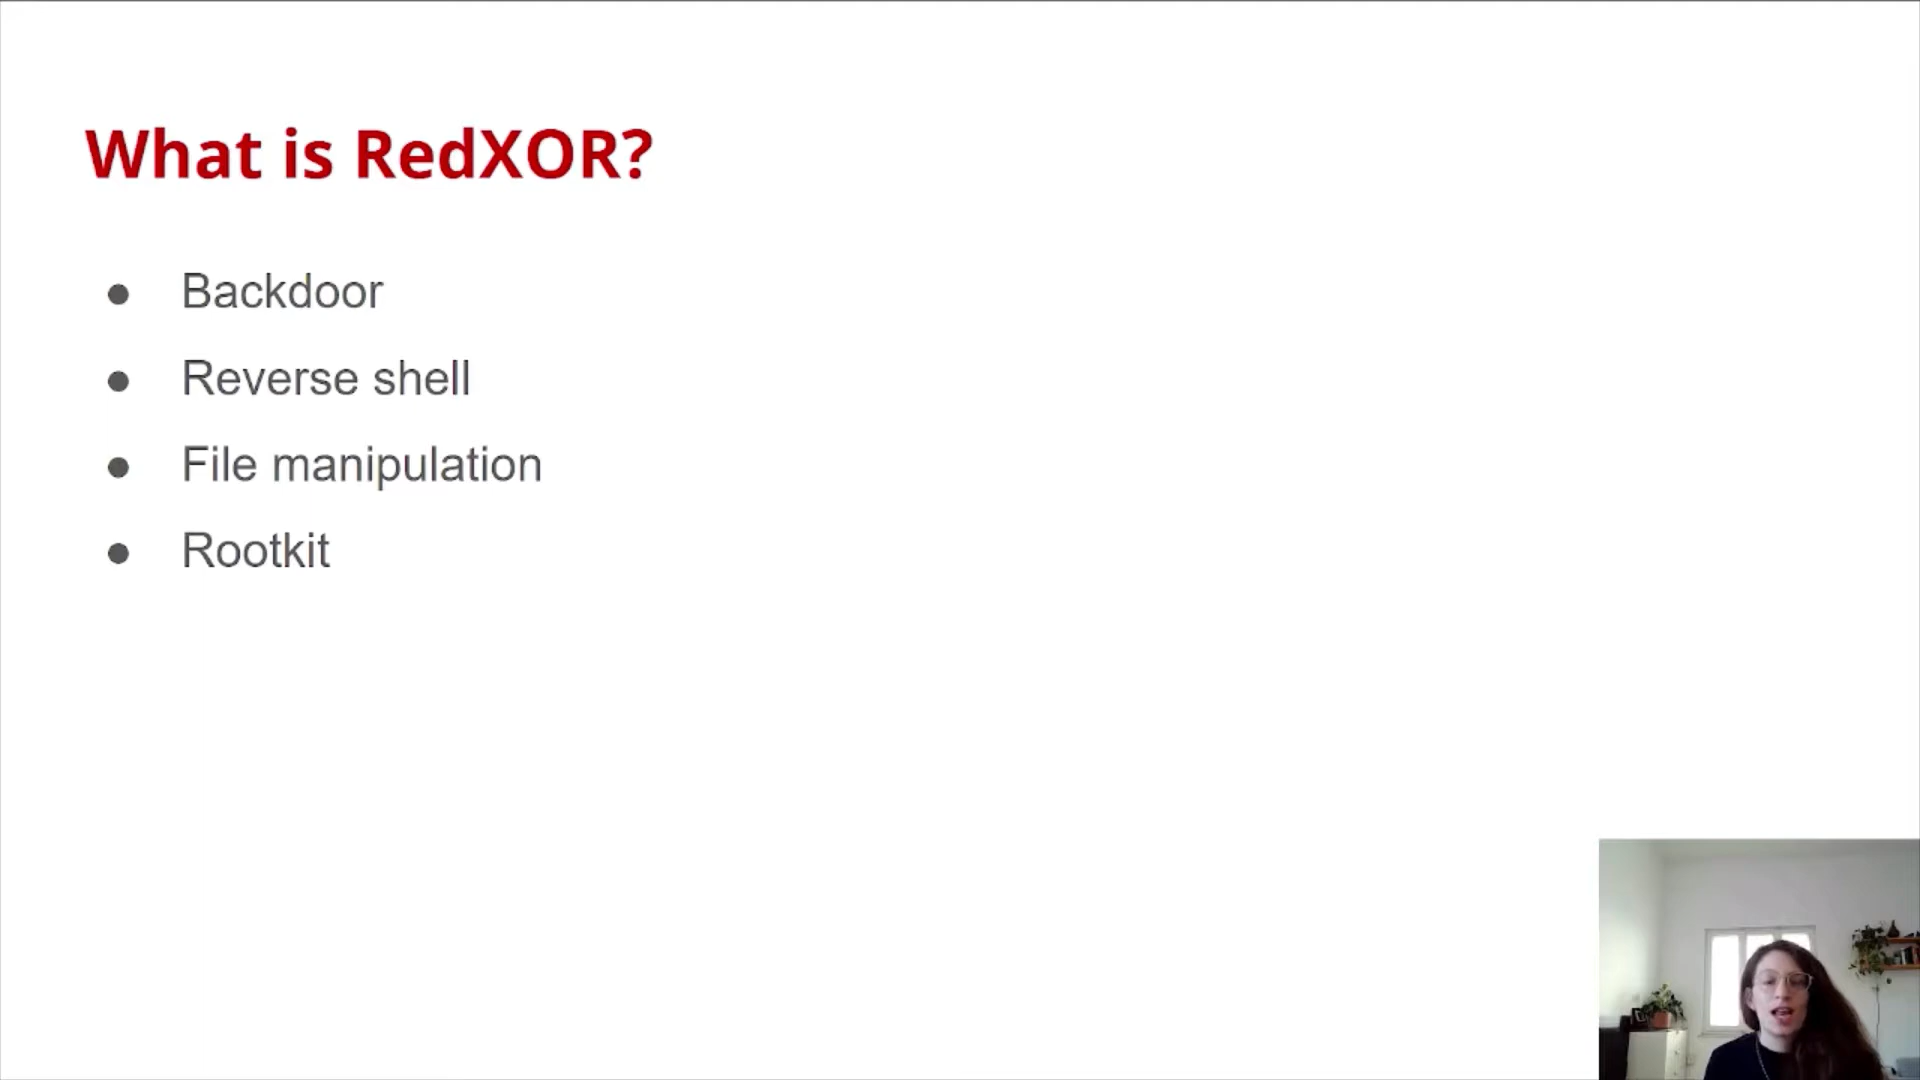 What is RedXOR?
● Backdoor
● Reverse shell
● File manipulation
● Rootkit